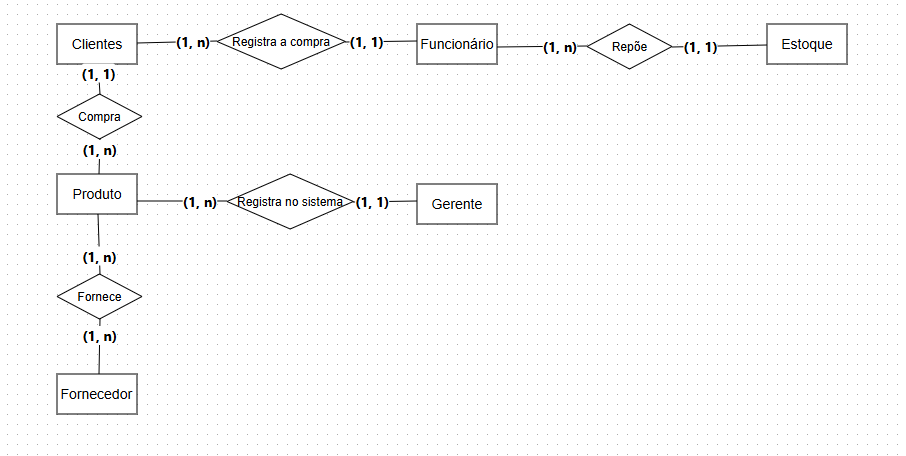 Clientes
(1, n)
Registra a compra
(1, 1)
Funcionário
(1, n)
Repõe
(1, 1)
Estoque
(1, 1)
Compra
(1, n)
Produto
(1, n)
Registra no sistema
(1, 1)
Gerente
(1, n)
Fornece
(1, n)
Fornecedor